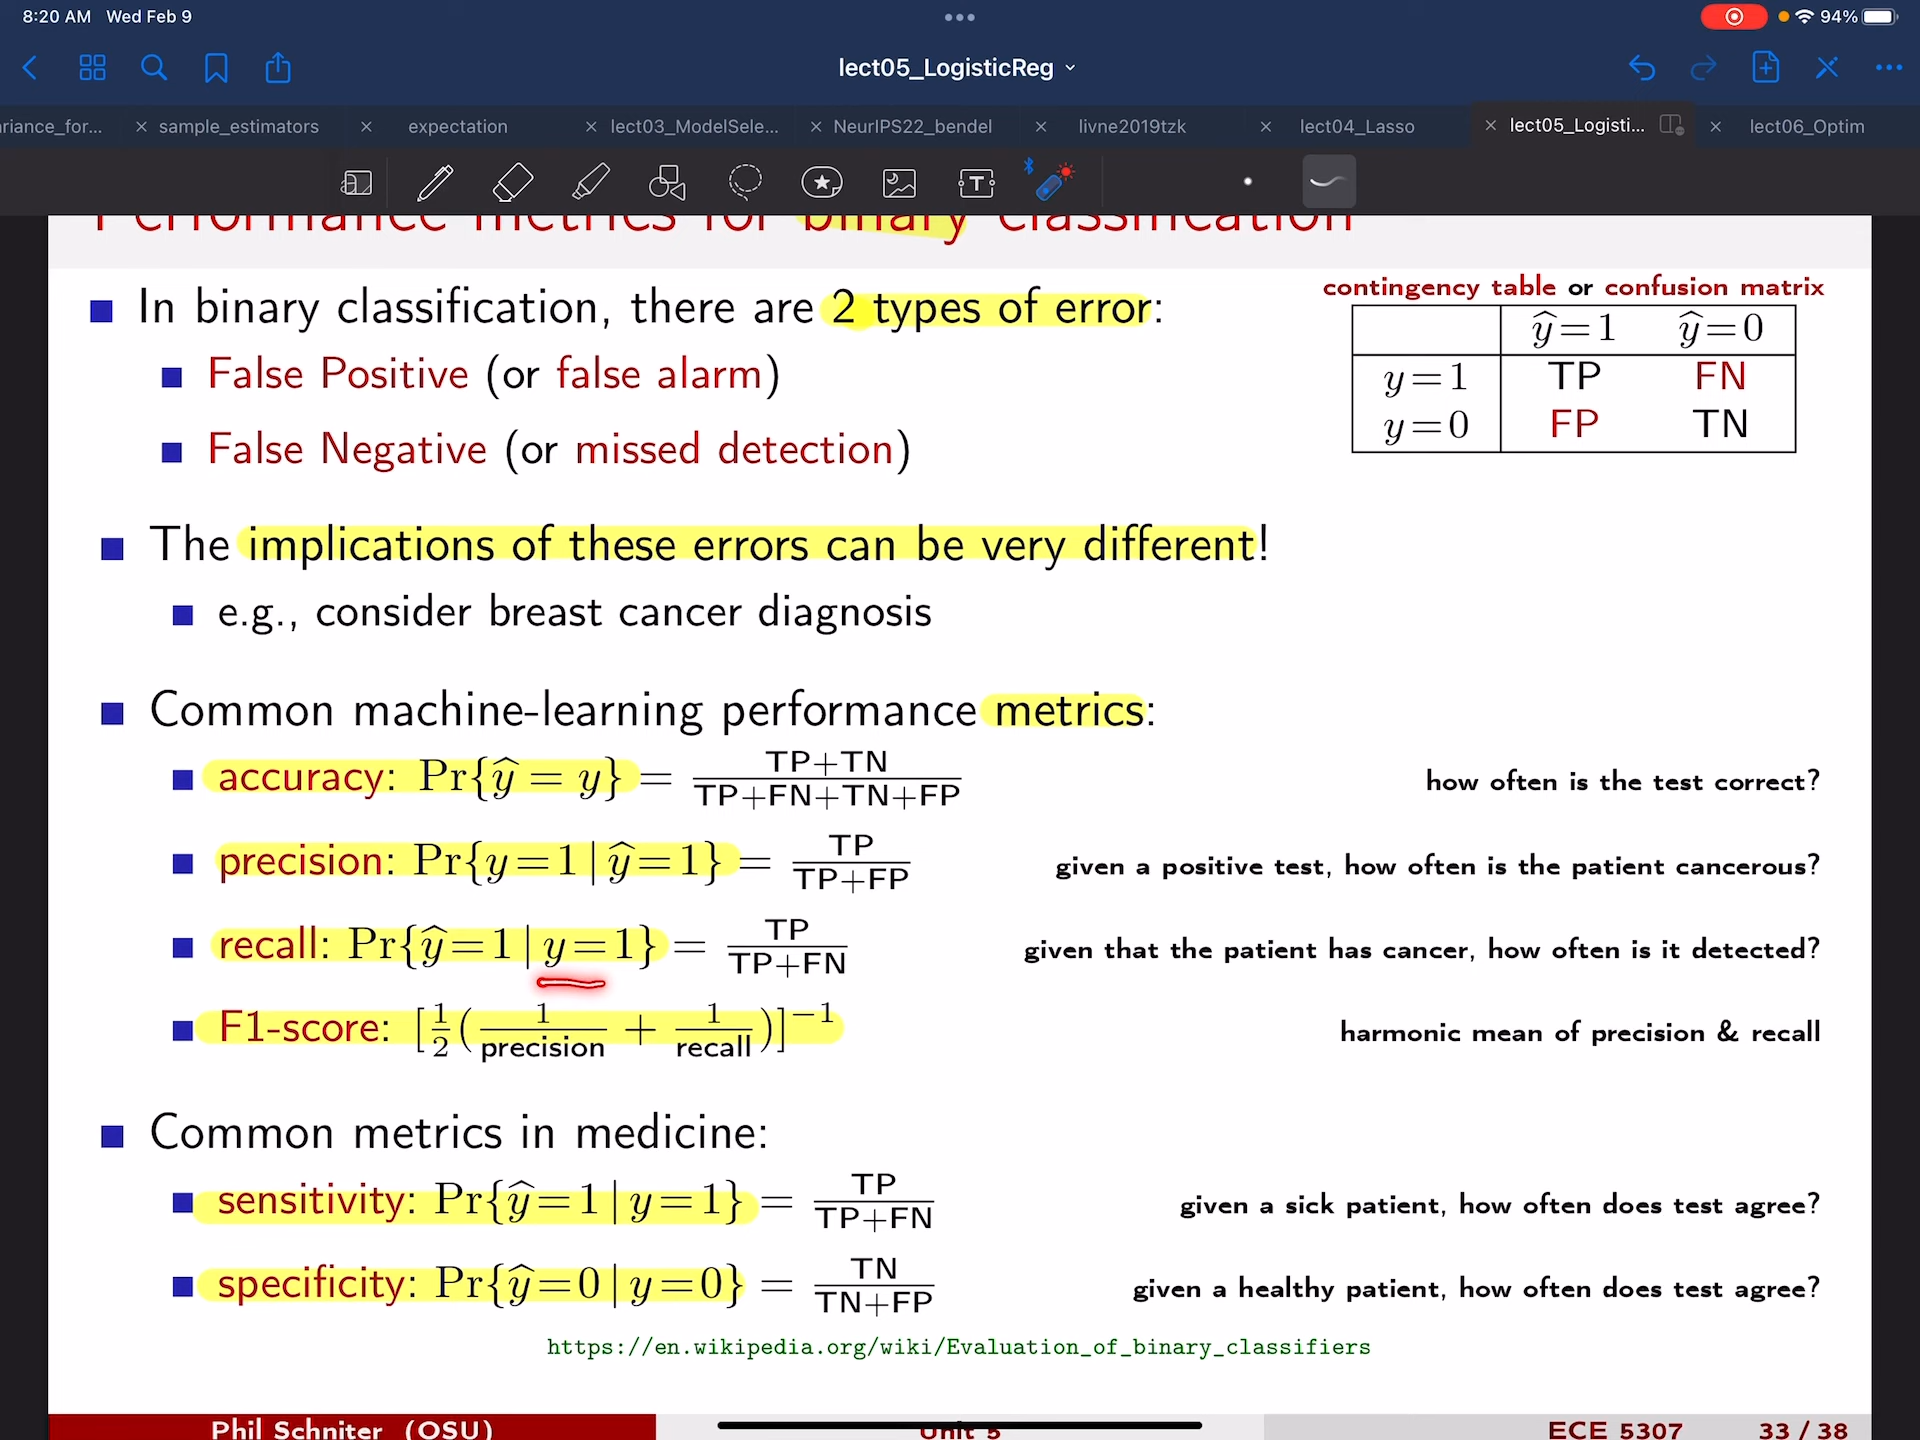 8:20 AM Wed Feb 9
94%
lect05_LogisticReg
riance_for...
sample_estimators
expectation
lect03_ModelSele...
NeurIPS22_bendel
livne2019tzk
lect04_Lasso
lect05_Logisti...
lect06_Optim
Performance metrics for binary classification
In binary classification, there are 2 types of error:
False Positive (or false alarm)
False Negative (or missed detection)
contingency table or confusion matrix
ŷ=1 ŷ=0
y=1 TP FN
y=0 FP TN
The implications of these errors can be very different!
e.g., consider breast cancer diagnosis
Common machine-learning performance metrics:
accuracy: Pr{ŷ = y} = TP+TN / TP+FN+TN+FP how often is the test correct?
precision: Pr{y=1 | ŷ=1} = TP / TP+FP given a positive test, how often is the patient cancerous?
recall: Pr{ŷ=1 | y=1} = TP / TP+FN given that the patient has cancer, how often is it detected?
F1-score: [1/2(1/precision + 1/recall)]⁻¹ harmonic mean of precision & recall
Common metrics in medicine:
sensitivity: Pr{ŷ=1 | y=1} = TP / TP+FN given a sick patient, how often does test agree?
specificity: Pr{ŷ=0 | y=0} = TN / TN+FP given a healthy patient, how often does test agree?
https://en.wikipedia.org/wiki/Evaluation_of_binary_classifiers
Phil Schniter (OSU) Unit 5 ECE 5307 33 / 38